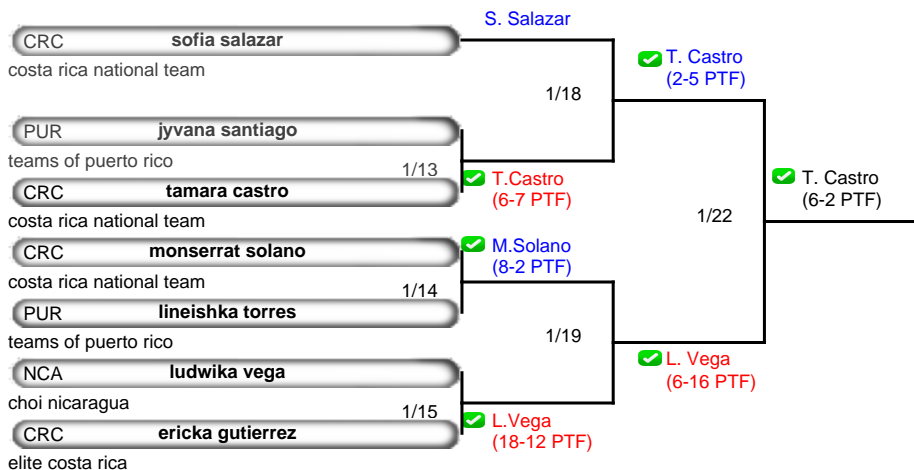 S. Salazar
CRC sofia salazar
costa rica national team
T. Castro
(2-5 PTF)
1/18
PUR jyvana santiago
teams of puerto rico
1/13
CRC tamara castro
T.Castro
(6-7 PTF)
costa rica national team
T. Castro
(6-2 PTF)
1/22
CRC monserrat solano
M.Solano
(8-2 PTF)
costa rica national team
1/14
PUR lineishka torres
teams of puerto rico
1/19
L. Vega
(6-16 PTF)
NCA ludwika vega
choi nicaragua
1/15
CRC ericka gutierrez
L.Vega
(18-12 PTF)
elite costa rica